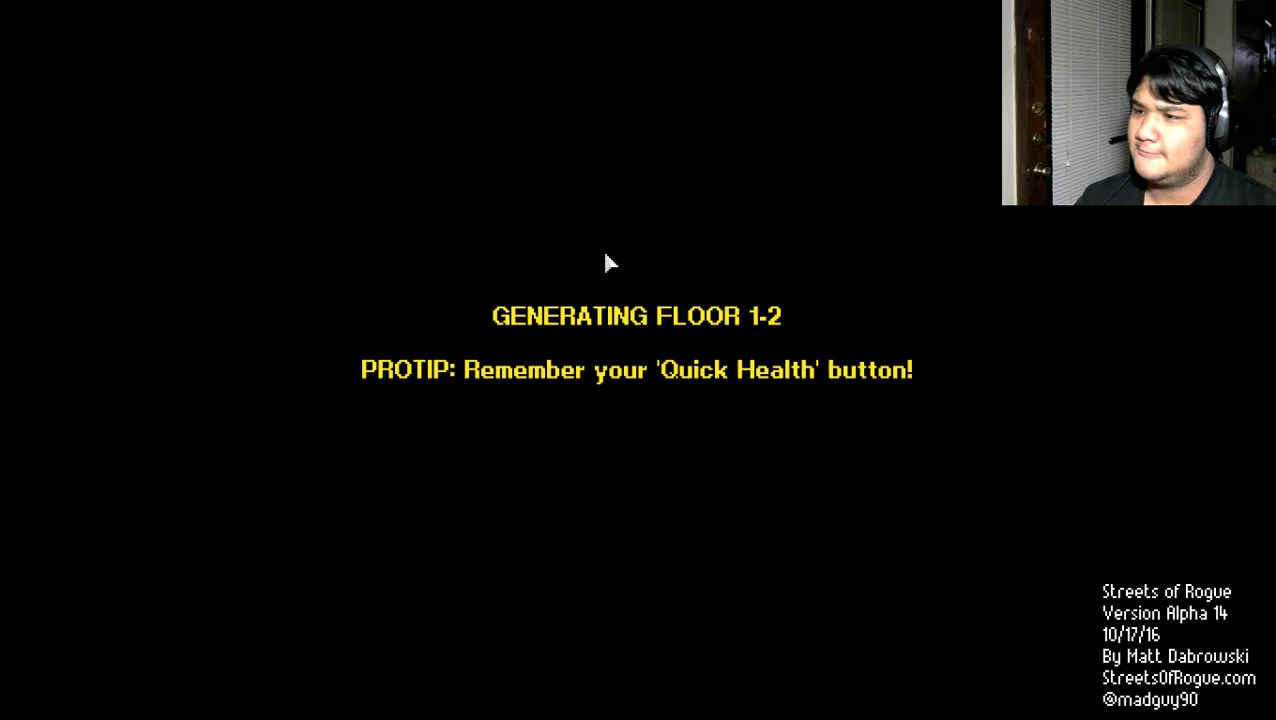 GENERATING FLOOR 1-2
PROTIP: Remember your 'Quick Health' button!
Streets of Rogue
Version Alpha 14
10/17/16
By Matt Dabrowski
StreetsOfRogue.com
@madguy90